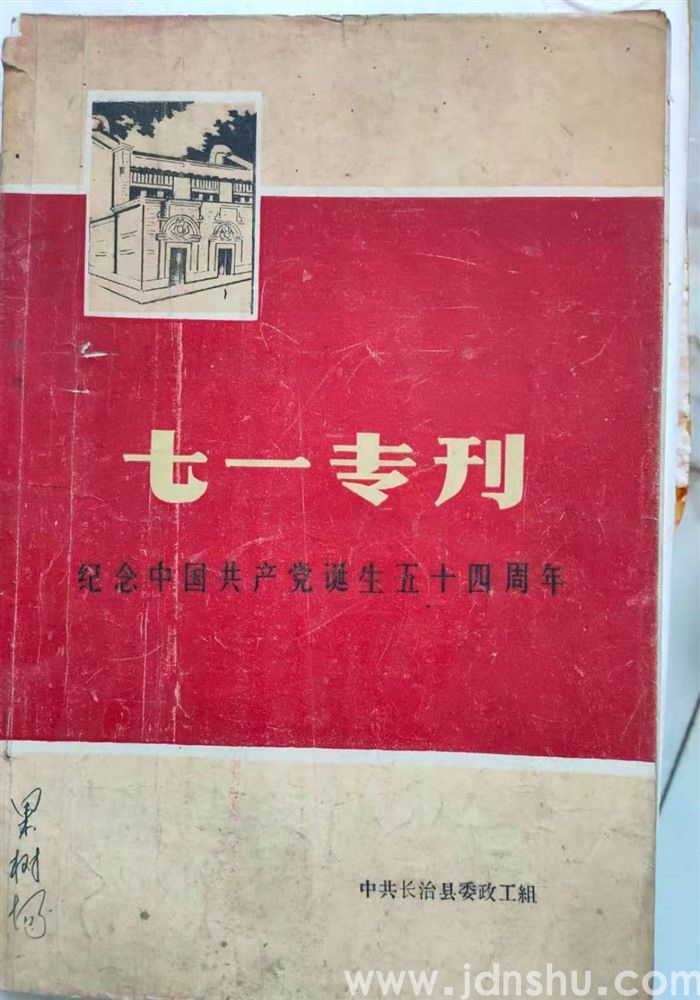 七一专刊
纪念中国共产党诞生五十四周年
果树场
中共长治县委政工組
www.jdnshu.com